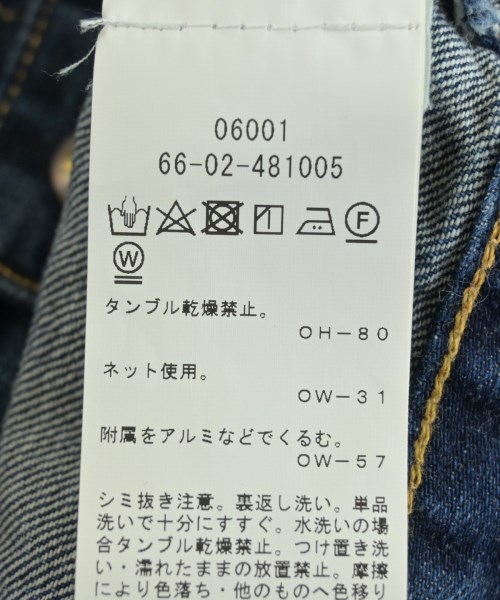 06001
66-02-481005
F
W
タンブル乾燥禁止。
OH-80
ネット使用。
OW-31
附属をアルミなどでくるむ。
OW-57
シミ抜き注意。裏返し洗い。単品
洗いで十分にすすぐ。水洗いの場
合タンブル乾燥禁止。つけ置き洗
い・濡れたままの放置禁止。摩擦
により色落ち・他のものへ色移り